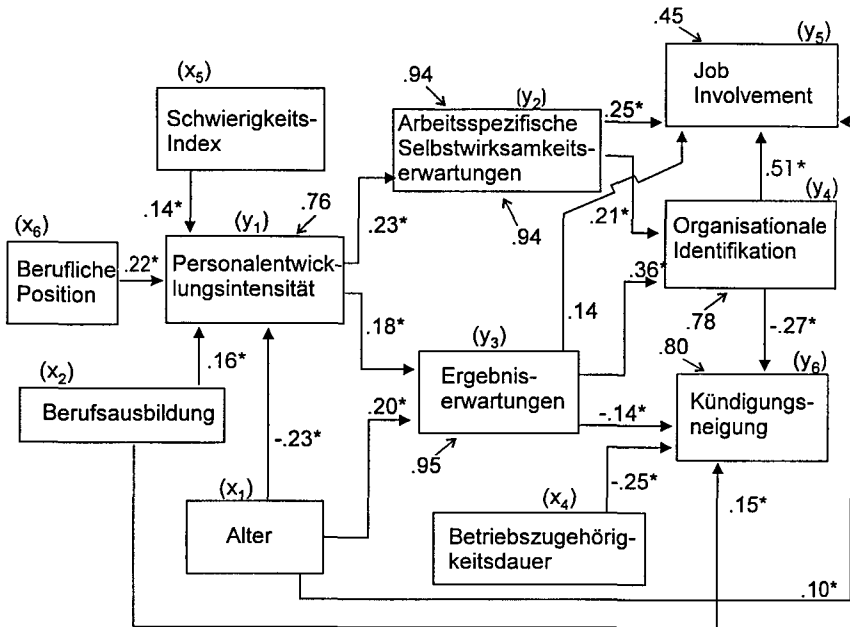 .45
(y5)
Job
Involvement
(x5)
Schwierigkeits-
Index
.94
(y2)
Arbeitsspezifische
Selbstwirksamkeits-
erwartungen
.25*
.51*
.14*
(y1)
.76
.23*
.94
.21*
(y4)
Organisationale
Identifikation
(x6)
Berufliche
Position
.22*
Personalentwick-
lungsintensität
.36*
.14
.78
-.27*
.18*
(y3)
.80
(y6)
.16*
(x2)
Berufsausbildung
Ergebnis-
erwartungen
.20*
-.14*
Kündigungs-
neigung
-.23*
.95
(x1)
Alter
(x4)
-.25*
.15*
Betriebszugehörig-
keitsdauer
.10*